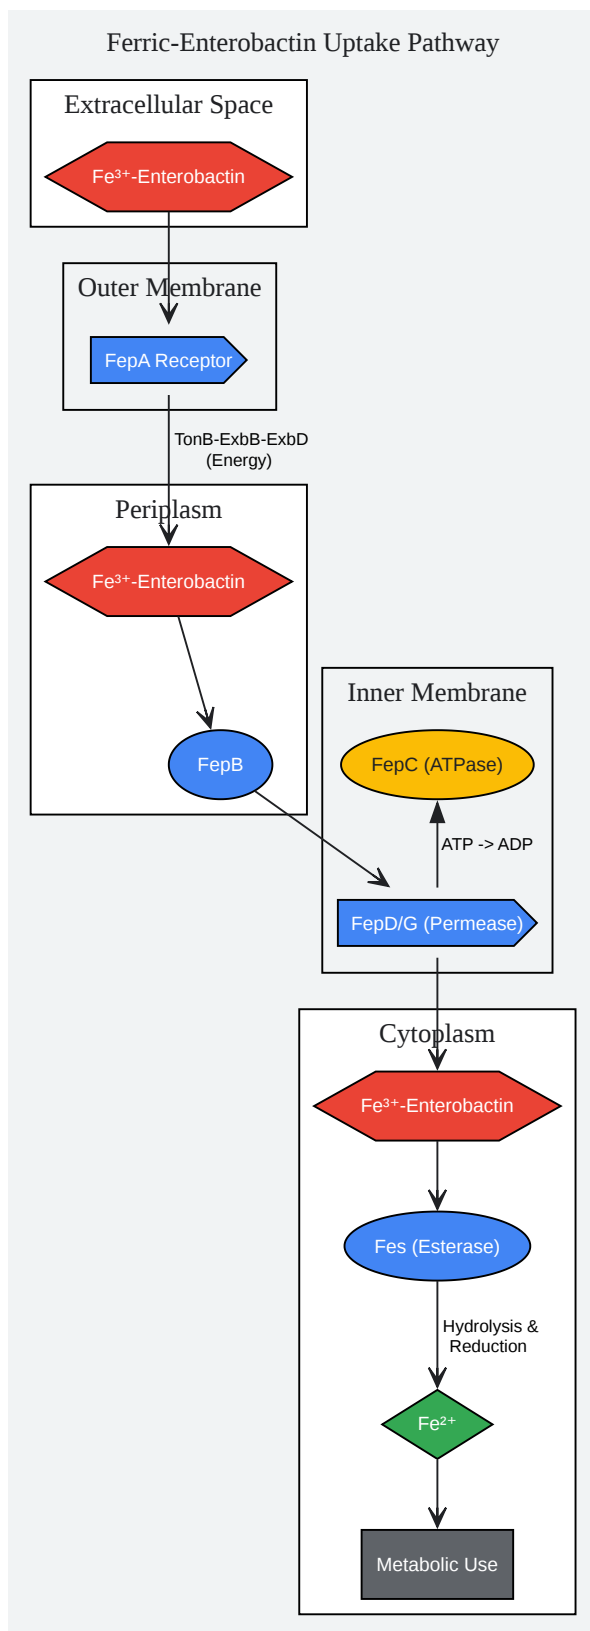 Ferric-Enterobactin Uptake Pathway
Extracellular Space
Fe³⁺-Enterobactin
Outer Membrane
FepA Receptor
TonB-ExbB-ExbD
(Energy)
Periplasm
Fe³⁺-Enterobactin
FepB
Inner Membrane
FepC (ATPase)
ATP -> ADP
FepD/G (Permease)
Cytoplasm
Fe³⁺-Enterobactin
Fes (Esterase)
Hydrolysis &
Reduction
Fe²⁺
Metabolic Use